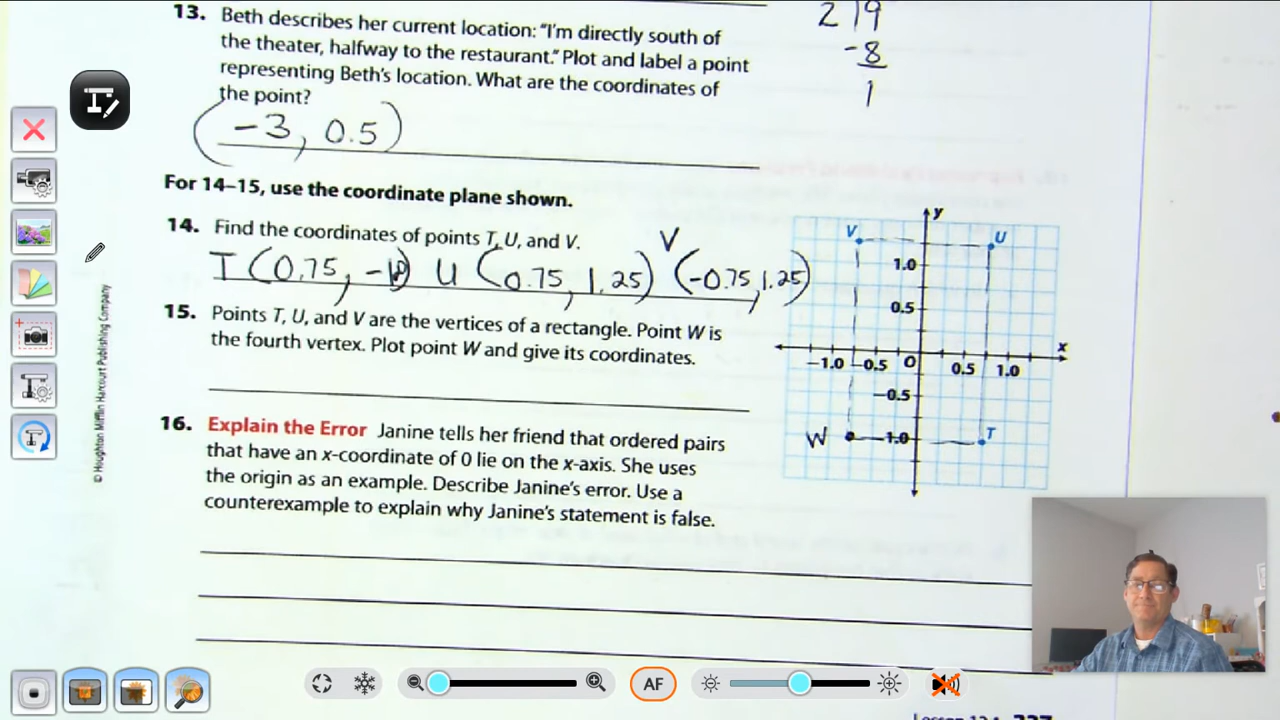 13. Beth describes her current location: "I'm directly south of
the theater, halfway to the restaurant." Plot and label a point
representing Beth's location. What are the coordinates of
the point?
(-3, 0.5)
2 19
-8
1
For 14–15, use the coordinate plane shown.
14. Find the coordinates of points T, U, and V.
T (0.75, -1.0) U (0.75, 1.25) V (-0.75, 1.25)
15. Points T, U, and V are the vertices of a rectangle. Point W is
the fourth vertex. Plot point W and give its coordinates.
y
V U
1.0
0.5
x
−1.0 −0.5 O 0.5 1.0
−0.5
W −1.0 T
16. Explain the Error Janine tells her friend that ordered pairs
that have an x-coordinate of 0 lie on the x-axis. She uses
the origin as an example. Describe Janine's error. Use a
counterexample to explain why Janine's statement is false.
© Houghton Mifflin Harcourt Publishing Company
AF